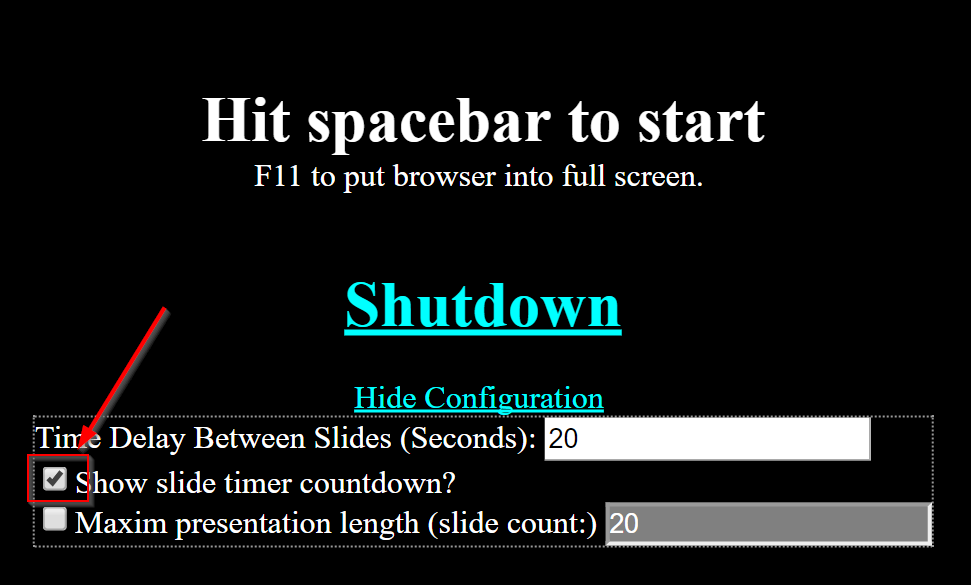 Hit spacebar to start
F11 to put browser into full screen.
Shutdown
Hide Configuration
Time Delay Between Slides (Seconds): 20
Show slide timer countdown?
Maxim presentation length (slide count:) 20